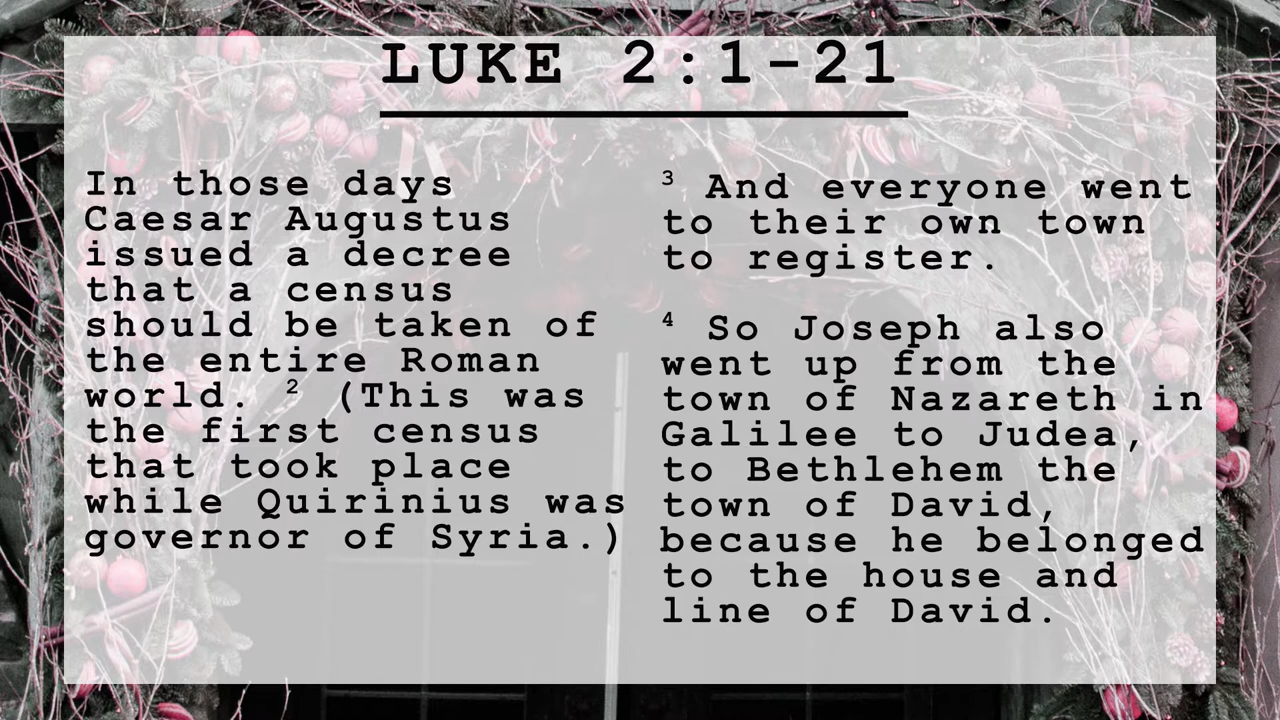 LUKE 2:1-21
In those days
Caesar Augustus
issued a decree
that a census
should be taken of
the entire Roman
world. ² (This was
the first census
that took place
while Quirinius was
governor of Syria.)
³ And everyone went
to their own town
to register.
⁴ So Joseph also
went up from the
town of Nazareth in
Galilee to Judea,
to Bethlehem the
town of David,
because he belonged
to the house and
line of David.